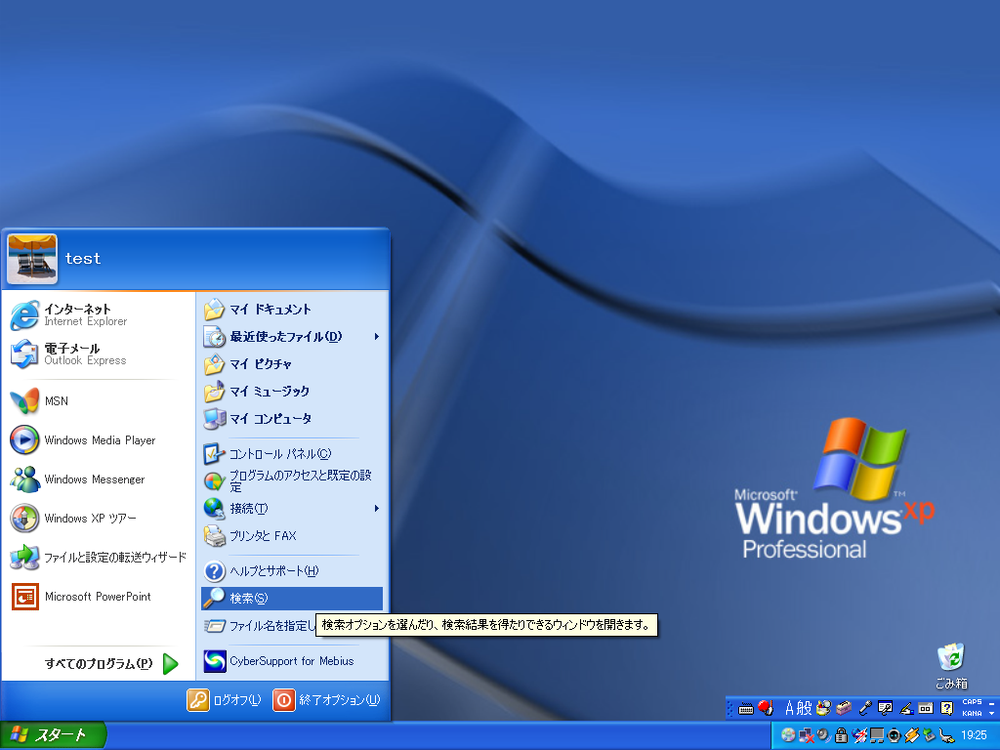 test
インターネット
Internet Explorer
電子メール
Outlook Express
MSN
Windows Media Player
Windows Messenger
Windows XP ツアー
ファイルと設定の転送ウィザード
Microsoft PowerPoint
すべてのプログラム(P)
マイ ドキュメント
最近使ったファイル(D)
マイ ピクチャ
マイ ミュージック
マイ コンピュータ
コントロール パネル(C)
プログラムのアクセスと既定の設
定
接続(T)
プリンタと FAX
ヘルプとサポート(H)
検索(S)
ファイル名を指定し
検索オプションを選んだり、検索結果を得たりできるウィンドウを開きます。
CyberSupport for Mebius
ログオフ(L)
終了オプション(U)
Microsoft
Windows xp
TM
Professional
ごみ箱
A 般
CAPS
KANA
スタート
19:25